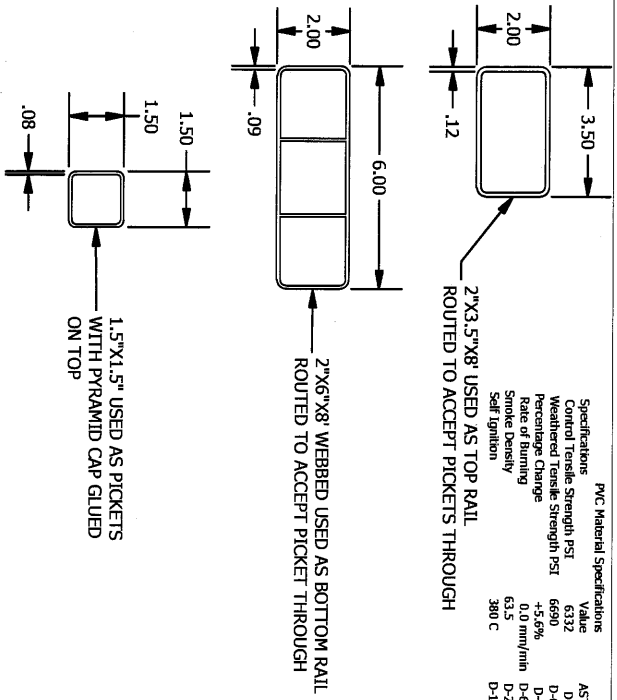 PVC Material Specifications
Specifications Value
Control Tensile Strength PSI 6332
Weathered Tensile Strength PSI 6690
Percentage Change +5.6%
Rate of Burning 0.0 mm/min
Smoke Density 63.5
Self Ignition 380 C
3.50
2.00
.12
2"X3.5"X8' USED AS TOP RAIL
ROUTED TO ACCEPT PICKETS THROUGH
6.00
2.00
.09
2"X6"X8' WEBBED USED AS BOTTOM RAIL
ROUTED TO ACCEPT PICKET THROUGH
1.50
1.50
.08
1.5"X1.5" USED AS PICKETS
WITH PYRAMID CAP GLUED
ON TOP